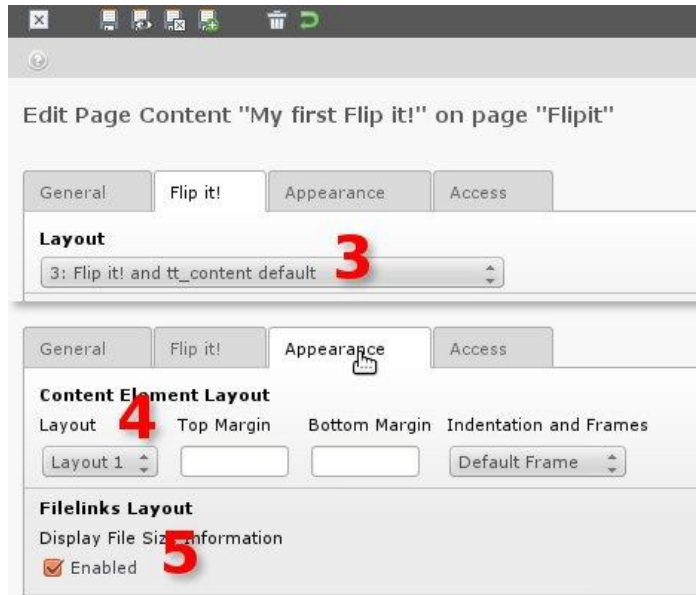 Edit Page Content "My first Flip it!" on page "Flipit"
General Flip it! Appearance Access
Layout
3: Flip it! and tt_content default
3
General Flip it! Appearance Access
Content Element Layout
Layout Top Margin Bottom Margin Indentation and Frames
4
Layout 1 Default Frame
Filelinks Layout
Display File Size Information
5
Enabled